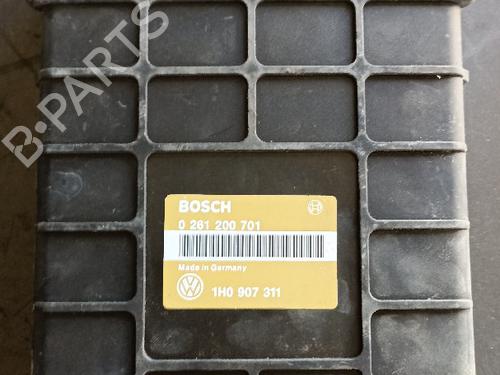 B-PARTS
BOSCH
0 261 200 701
Made in Germany
1H0 907 311